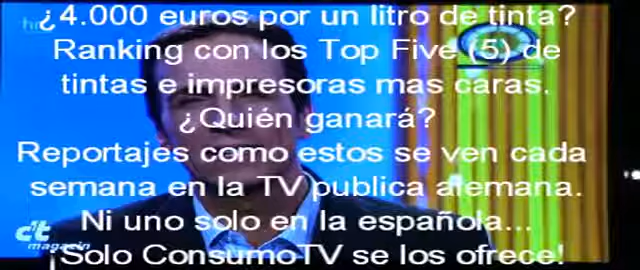 hr
¿4.000 euros por un litro de tinta?
Ranking con los Top Five (5) de
tintas e impresoras mas caras.
¿Quién ganará?
Reportajes como estos se ven cada
semana en la TV publica alemana.
Ni uno solo en la española...
¡Solo ConsumoTV se los ofrece!
c't
magazin